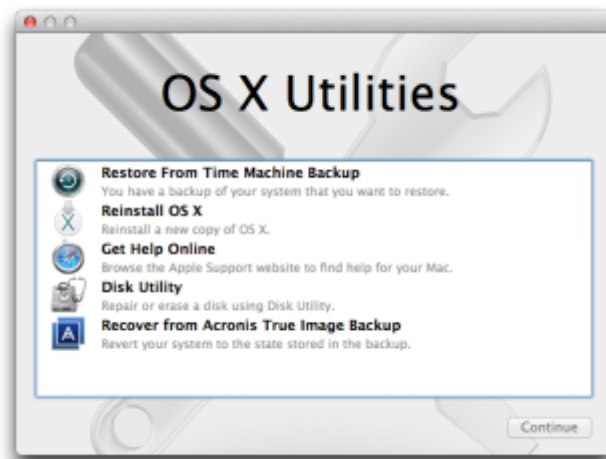 OS X Utilities
Restore From Time Machine Backup
You have a backup of your system that you want to restore.
Reinstall OS X
Reinstall a new copy of OS X.
Get Help Online
Browse the Apple Support website to find help for your Mac.
Disk Utility
Repair or erase a disk using Disk Utility.
Recover from Acronis True Image Backup
Revert your system to the state stored in the backup.
Continue